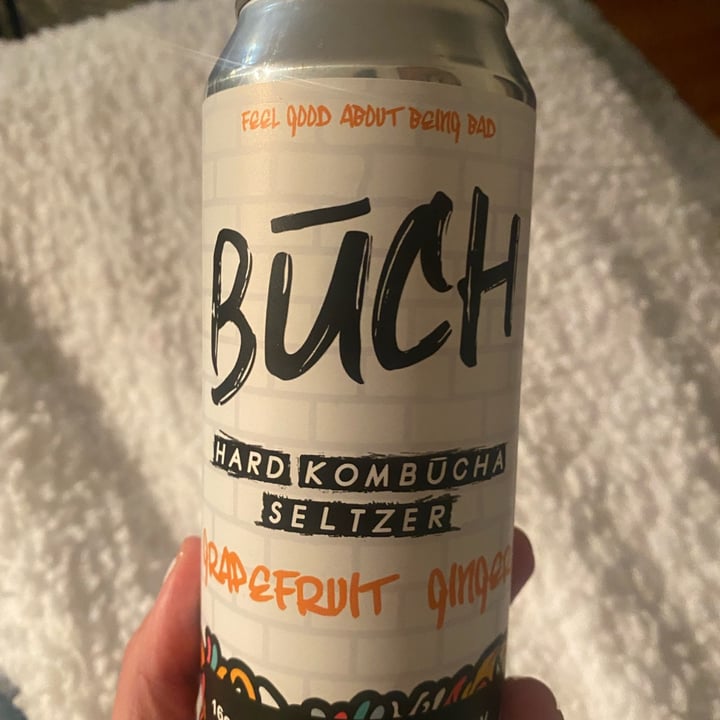 FEEL GOOD ABOUT BEING BAD
BŪCH
HARD KOMBŪCHA
SELTZER
GRAPEFRUIT GINGER